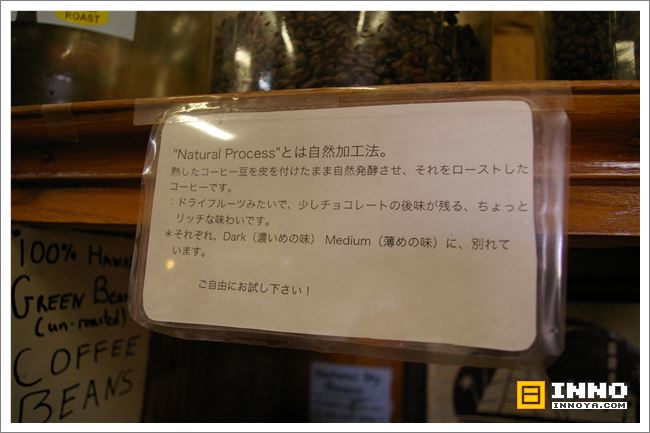 ROAST
"Natural Process"とは自然加工法。
熟したコーヒー豆を皮を付けたまま自然発酵させ、それをローストした
コーヒーです。
：ドライフルーツみたいで、少しチョコレートの後味が残る、ちょっと
リッチな味わいです。
＊それぞれ、Dark（濃いめの味） Medium（薄めの味）に、別れて
います。
ご自由にお試し下さい！
100%
GREEN
(un-roasted)
COFFEE
BEANS
INNO
INNOYA.COM